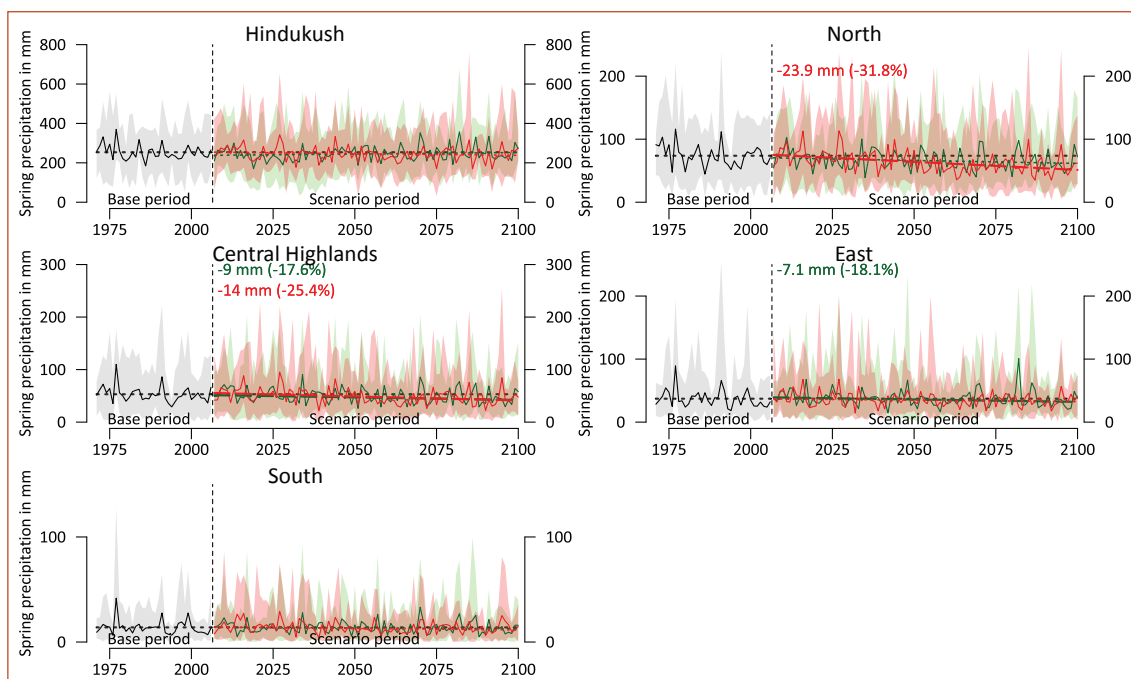 Hindukush
Spring precipitation in mm
800
600
400
200
0
800
600
400
200
0
Base period
Scenario period
1975
2000
2025
2050
2075
2100
North
Spring precipitation in mm
200
100
0
200
100
0
-23.9 mm (-31.8%)
Base period
Scenario period
1975
2000
2025
2050
2075
2100
Central Highlands
Spring precipitation in mm
300
200
100
50
0
300
200
100
50
0
-9 mm (-17.6%)
-14 mm (-25.4%)
Base period
Scenario period
1975
2000
2025
2050
2075
2100
East
Spring precipitation in mm
200
100
0
200
100
0
-7.1 mm (-18.1%)
Base period
Scenario period
1975
2000
2025
2050
2075
2100
South
Spring precipitation in mm
100
0
100
0
Base period
Scenario period
1975
2000
2025
2050
2075
2100